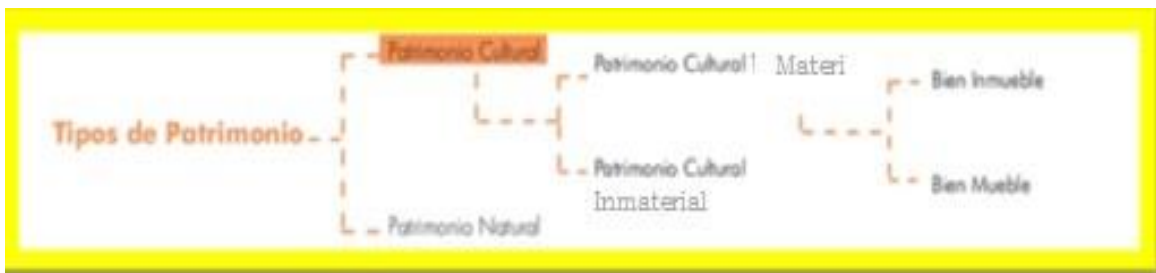 Patrimonio Cultural
Patrimonio Cultural Materi
Bien Inmueble
Tipos de Patrimonio
Patrimonio Cultural
Inmaterial
Bien Mueble
Patrimonio Natural